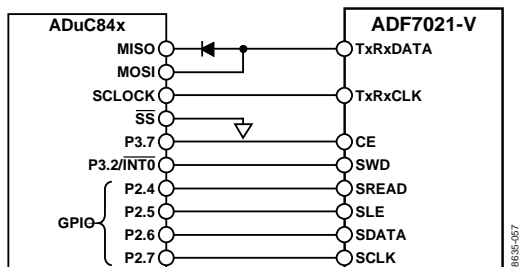 ADuC84x ADF7021-V
MISO TxRxDATA
MOSI
SCLOCK TxRxCLK
SS
P3.7 CE
P3.2/INT0 SWD
P2.4 SREAD
P2.5 SLE
GPIO
P2.6 SDATA
P2.7 SCLK
8635-057